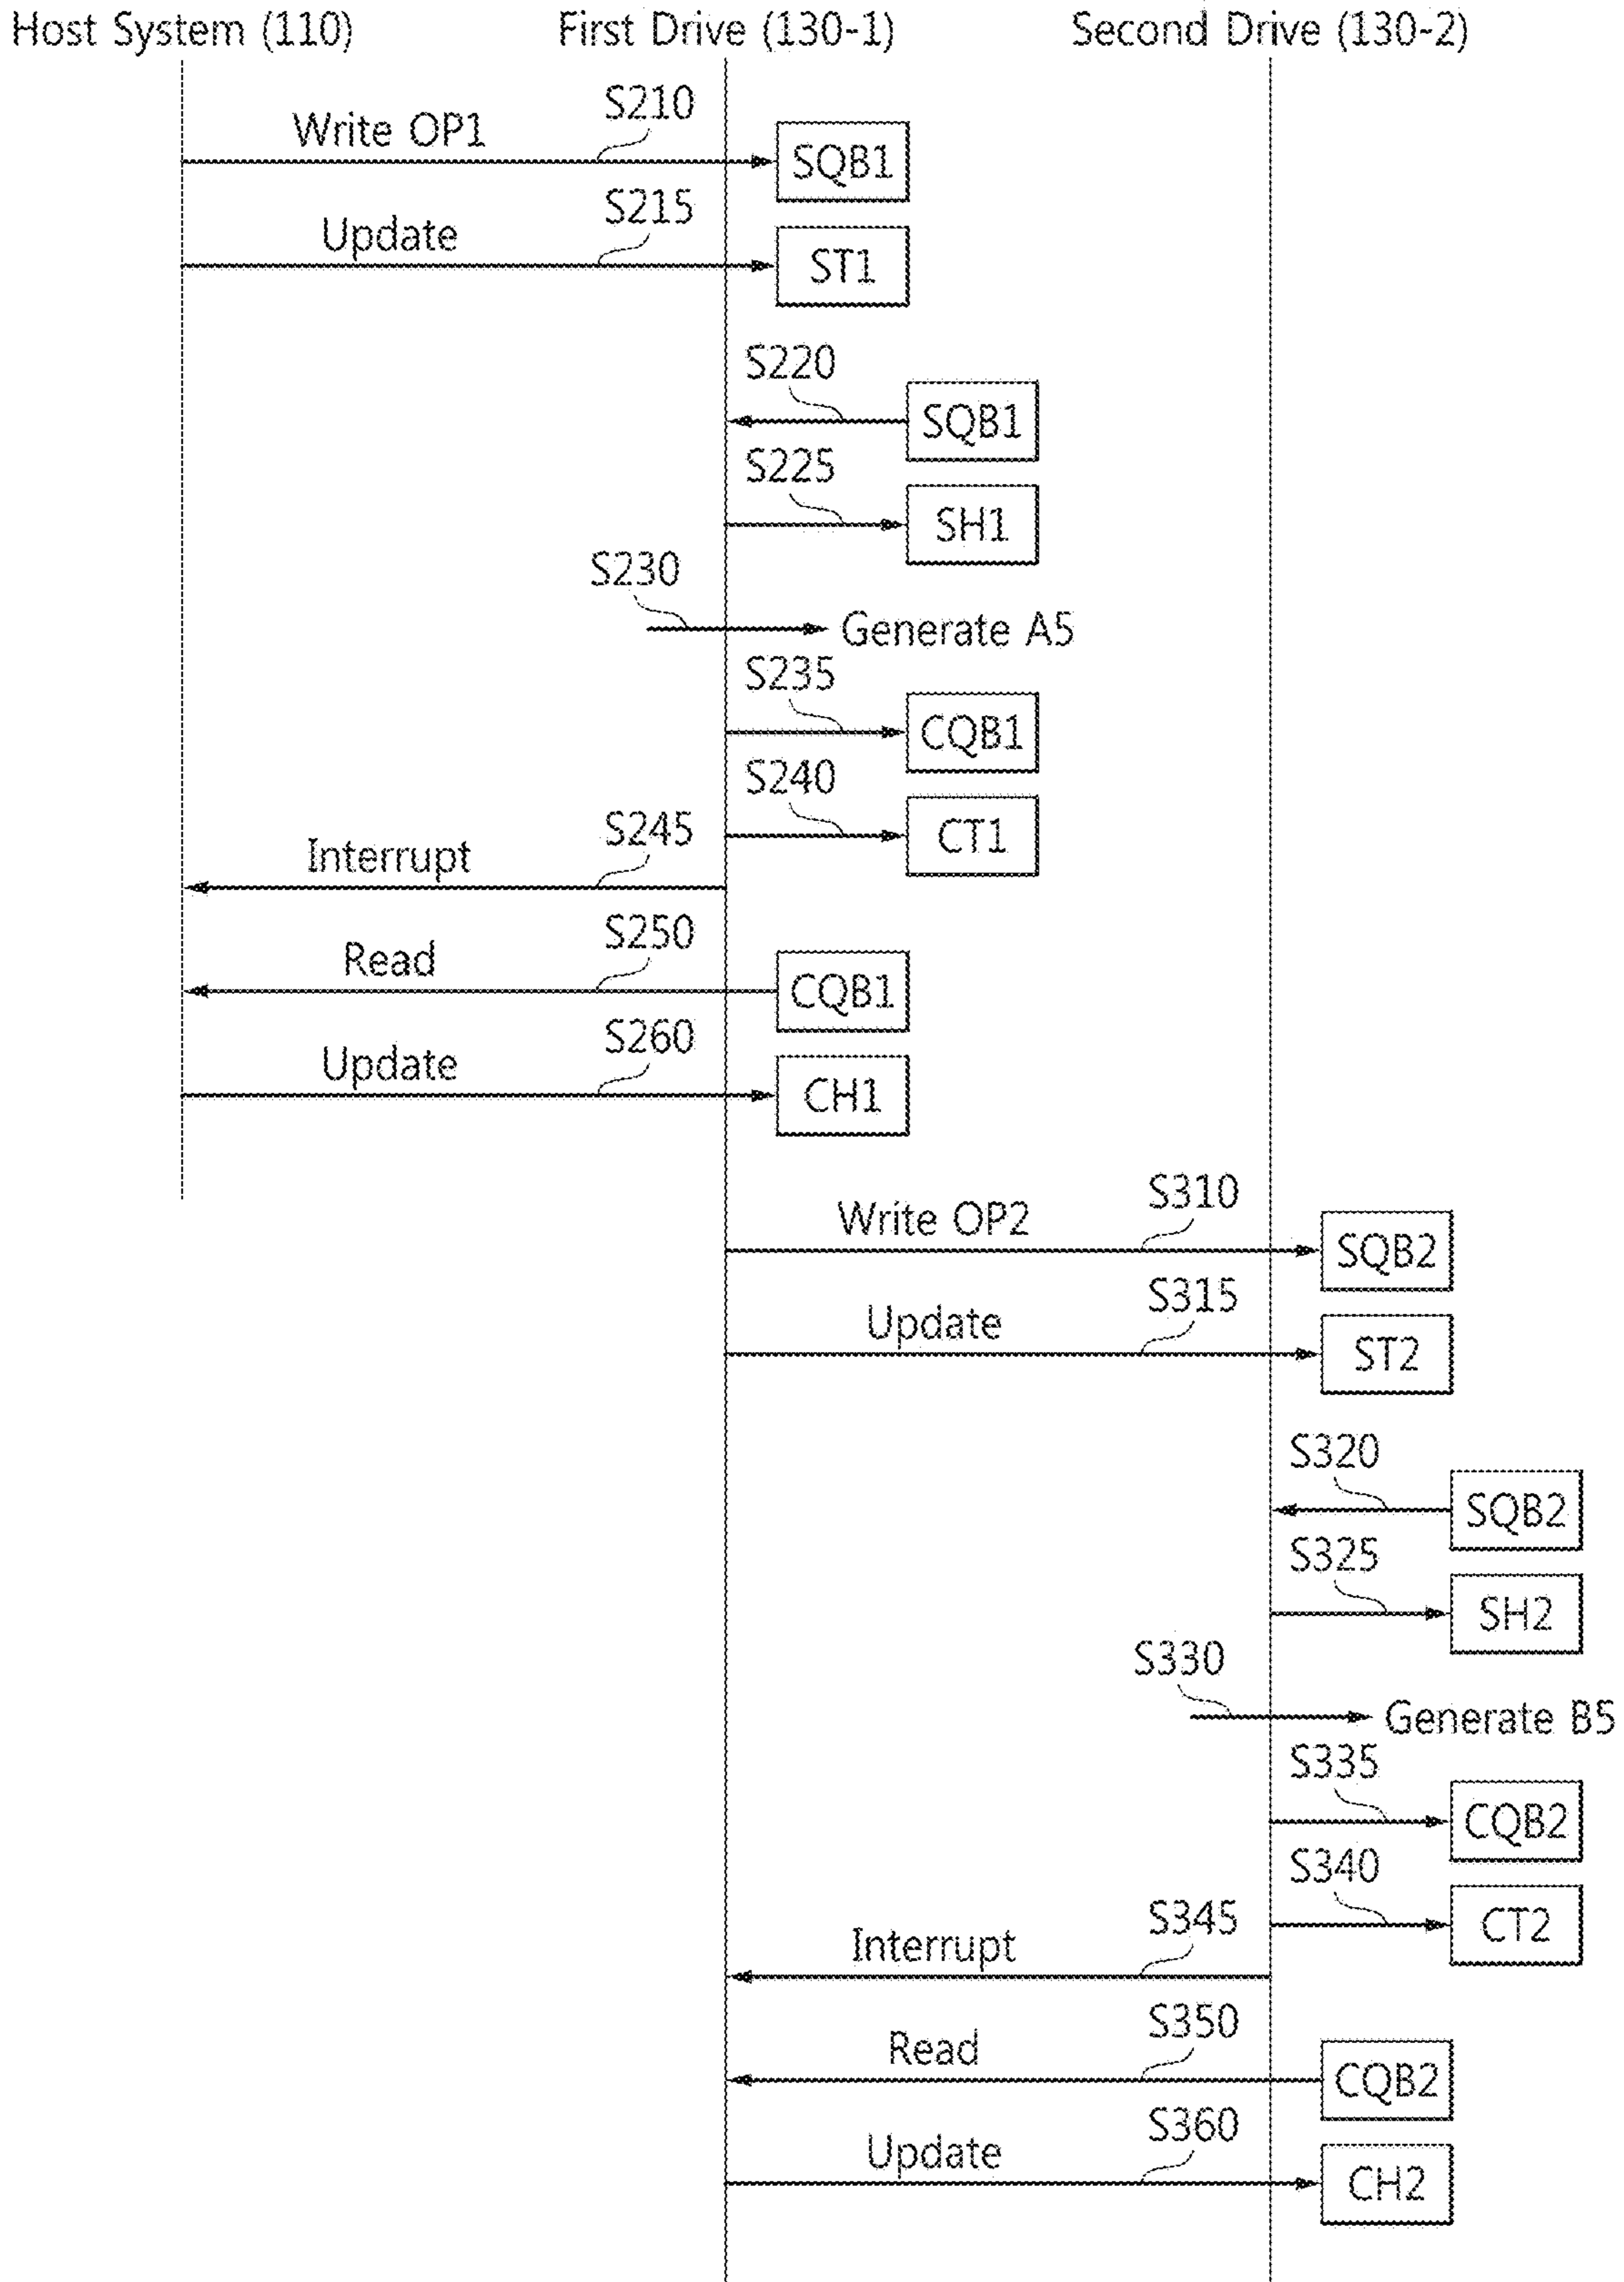 Host System (110) First Drive (130-1) Second Drive (130-2)
S210
Write OP1
SQB1
S215
Update
ST1
S220
SQB1
S225
SH1
S230
Generate A5
S235
CQB1
S240
CT1
S245
Interrupt
S250
Read
CQB1
S260
Update
CH1
S310
Write OP2
SQB2
S315
Update
ST2
S320
SQB2
S325
SH2
S330
Generate B5
S335
CQB2
S340
CT2
S345
Interrupt
S350
Read
CQB2
S360
Update
CH2